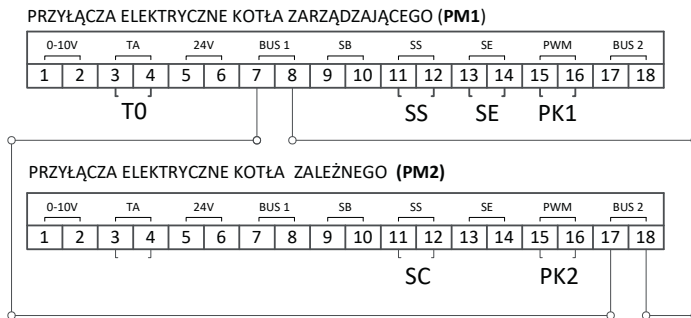 PRZYŁĄCZA ELEKTRYCZNE KOTŁA ZARZĄDZAJĄCEGO (PM1)
0-10V TA 24V BUS 1 SB SS SE PWM BUS 2
1 2 3 4 5 6 7 8 9 10 11 12 13 14 15 16 17 18
T0 SS SE PK1
PRZYŁĄCZA ELEKTRYCZNE KOTŁA ZALEŻNEGO (PM2)
0-10V TA 24V BUS 1 SB SS SE PWM BUS 2
1 2 3 4 5 6 7 8 9 10 11 12 13 14 15 16 17 18
SC PK2